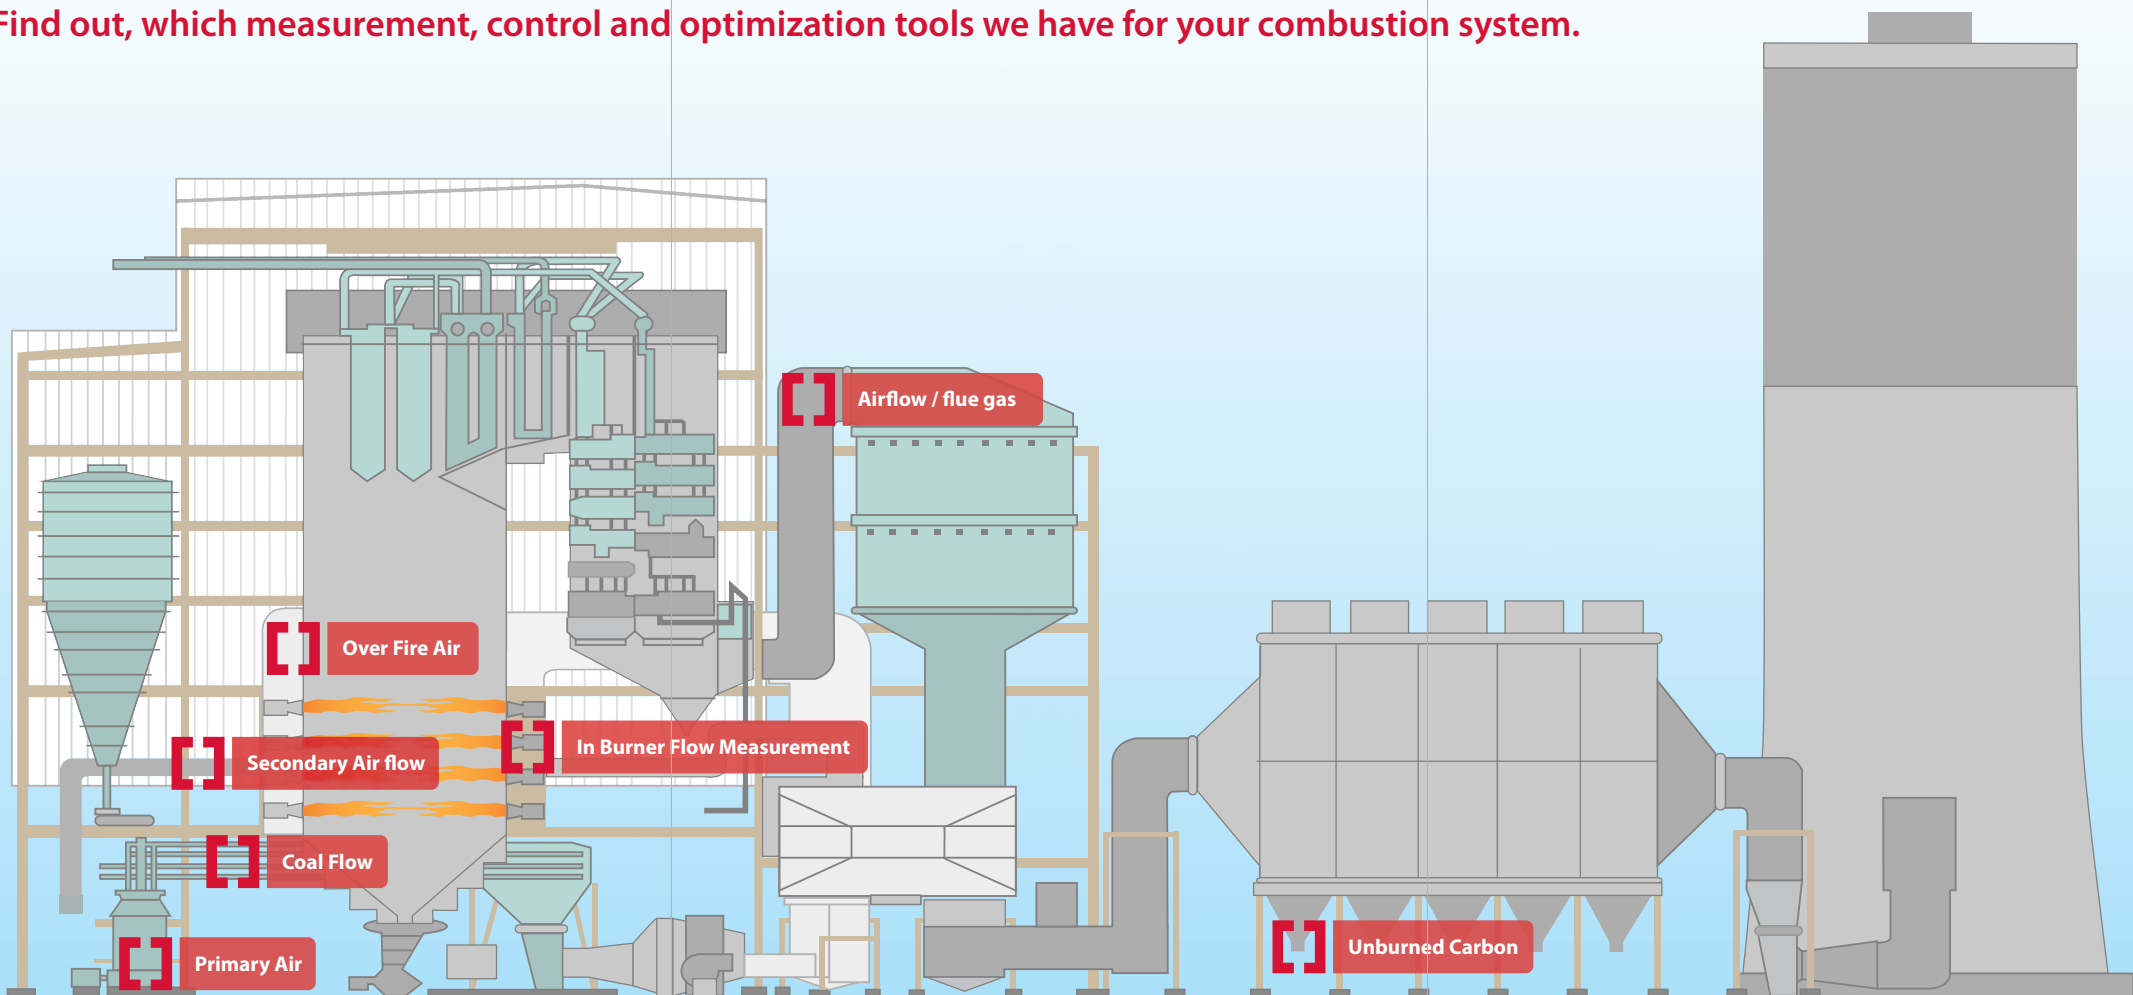 Find out, which measurement, control and optimization tools we have for your combustion system.
Airflow / flue gas
Over Fire Air
In Burner Flow Measurement
Secondary Air flow
Coal Flow
Unburned Carbon
Primary Air